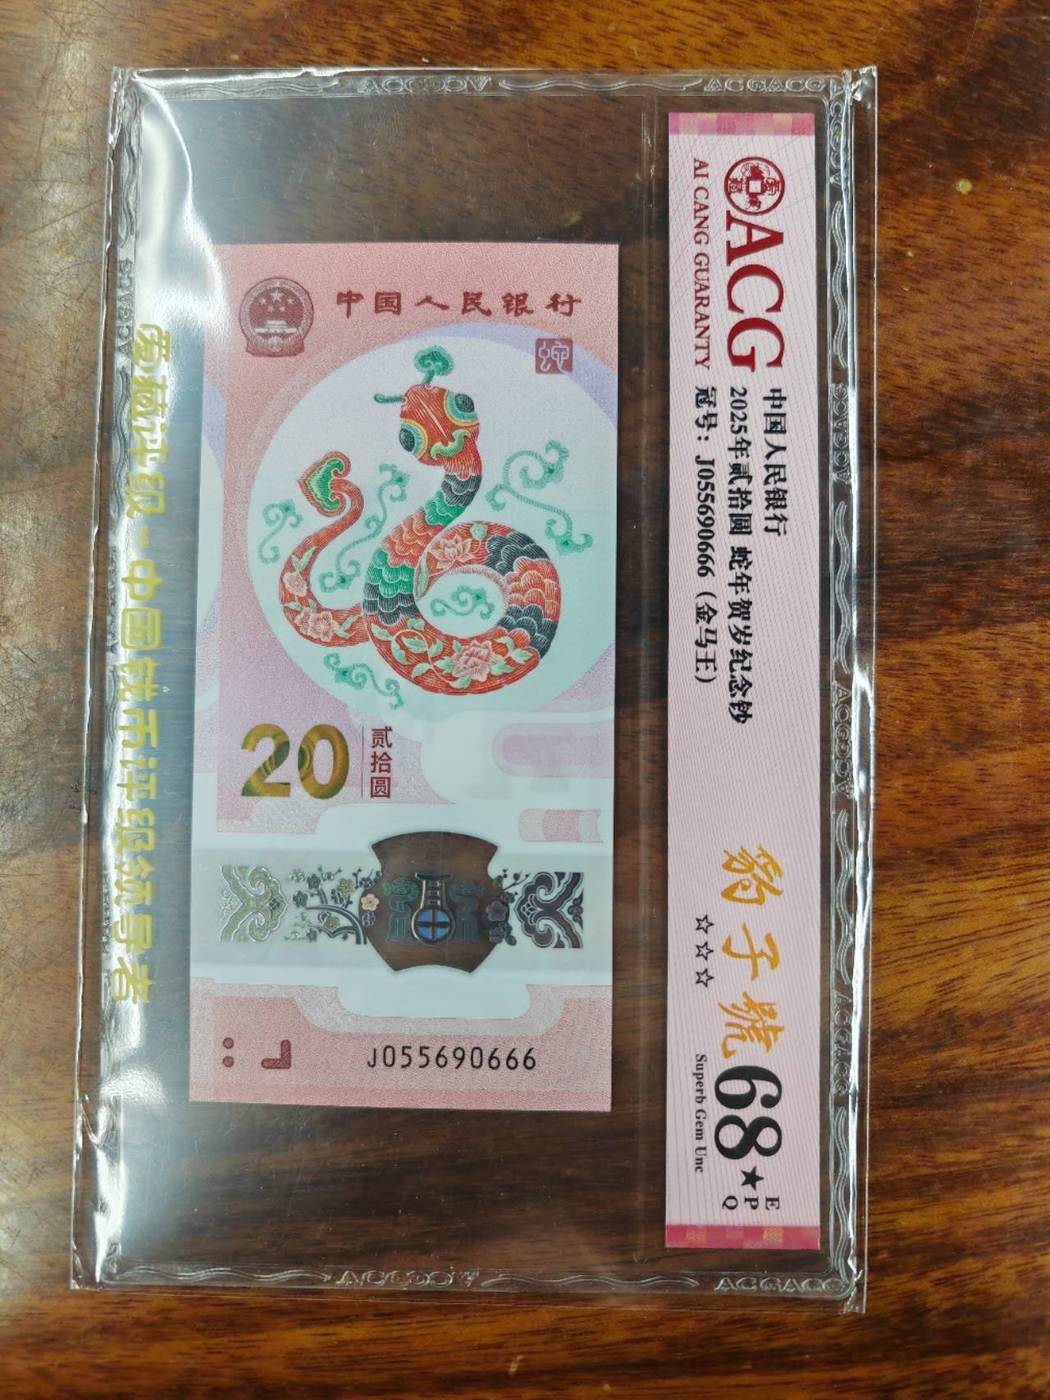 ACG
AI CANG GUARANTY
中国人民银行
2025年贰拾圆 蛇年贺岁纪念钞
冠号：J055690666（金马王）
豹子號
☆☆☆
68★
EPQ
Superb Gem Unc
中国人民银行
20
贰拾圆
J055690666
爱藏评级-中国钱币评级领导者